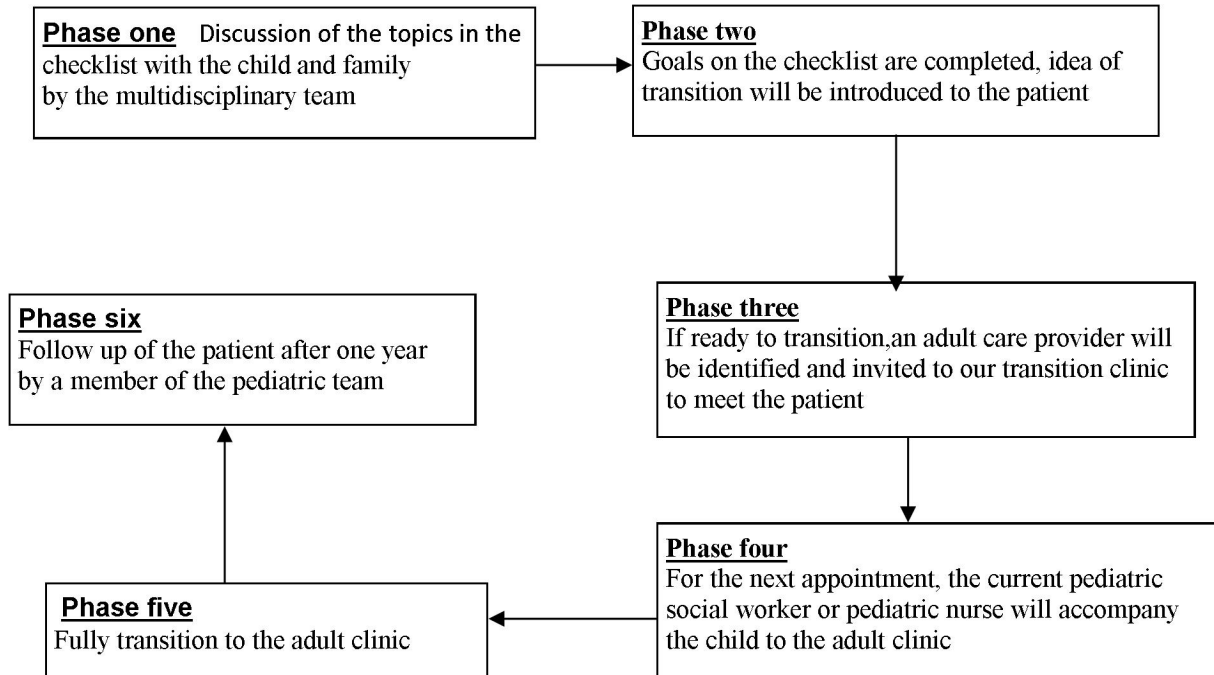 Phase one Discussion of the topics in the
checklist with the child and family
by the multidisciplinary team
Phase two
Goals on the checklist are completed, idea of
transition will be introduced to the patient
Phase three
If ready to transition,an adult care provider will
be identified and invited to our transition clinic
to meet the patient
Phase four
For the next appointment, the current pediatric
social worker or pediatric nurse will accompany
the child to the adult clinic
Phase five
Fully transition to the adult clinic
Phase six
Follow up of the patient after one year
by a member of the pediatric team